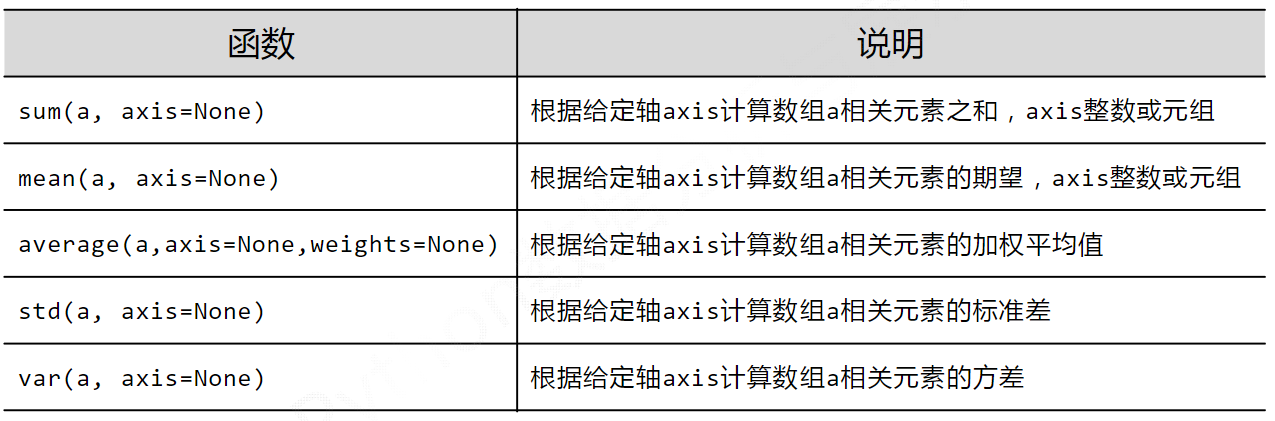 函数 说明
sum(a, axis=None) 根据给定轴axis计算数组a相关元素之和，axis整数或元组
mean(a, axis=None) 根据给定轴axis计算数组a相关元素的期望，axis整数或元组
average(a,axis=None,weights=None) 根据给定轴axis计算数组a相关元素的加权平均值
std(a, axis=None) 根据给定轴axis计算数组a相关元素的标准差
var(a, axis=None) 根据给定轴axis计算数组a相关元素的方差